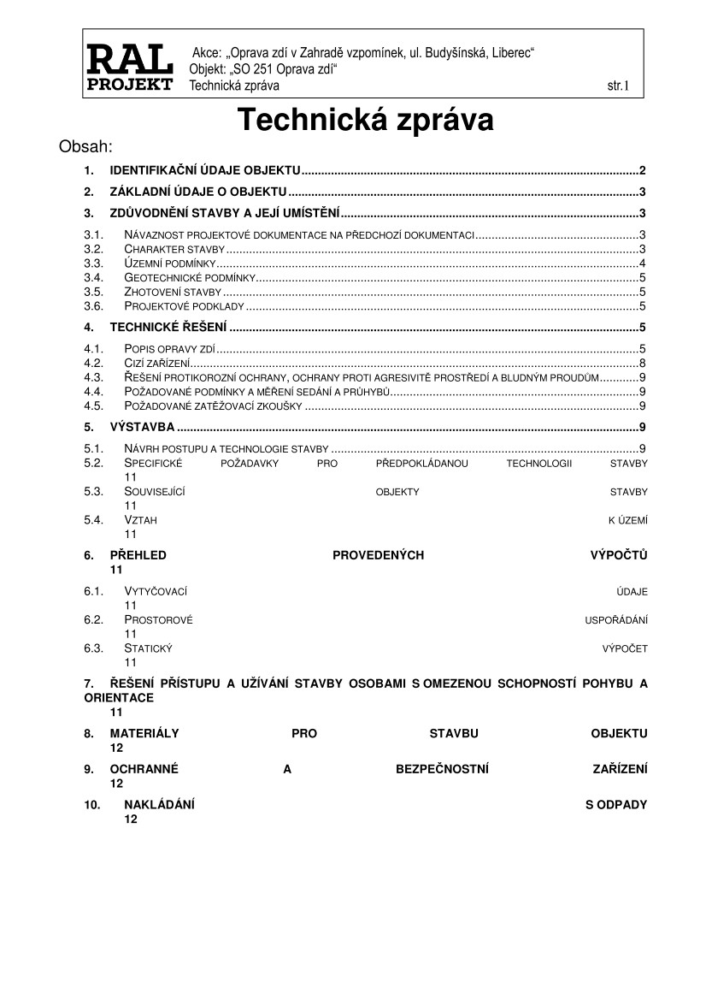 RAL
PROJEKT
Akce: „Oprava zdí v Zahradě vzpomínek, ul. Budyšínská, Liberec“
Objekt: „SO 251 Oprava zdí“
Technická zpráva str.1
Technická zpráva
Obsah:
1. IDENTIFIKAČNÍ ÚDAJE OBJEKTU....................2
2. ZÁKLADNÍ ÚDAJE O OBJEKTU....................3
3. ZDŮVODNĚNÍ STAVBY A JEJÍ UMÍSTĚNÍ....................3
3.1. NÁVAZNOST PROJEKTOVÉ DOKUMENTACE NA PŘEDCHOZÍ DOKUMENTACI....................3
3.2. CHARAKTER STAVBY....................3
3.3. ÚZEMNÍ PODMÍNKY....................4
3.4. GEOTECHNICKÉ PODMÍNKY....................5
3.5. ZHOTOVENÍ STAVBY....................5
3.6. PROJEKTOVÉ PODKLADY....................5
4. TECHNICKÉ ŘEŠENÍ....................5
4.1. POPIS OPRAVY ZDÍ....................5
4.2. CIZÍ ZAŘÍZENÍ....................8
4.3. ŘEŠENÍ PROTIKOROZNÍ OCHRANY, OCHRANY PROTI AGRESIVITĚ PROSTŘEDÍ A BLUDNÝM PROUDŮM............9
4.4. POŽADOVANÉ PODMÍNKY A MĚŘENÍ SEDÁNÍ A PRŮHYBŮ....................9
4.5. POŽADOVANÉ ZATĚŽOVACÍ ZKOUŠKY....................9
5. VÝSTAVBA....................9
5.1. NÁVRH POSTUPU A TECHNOLOGIE STAVBY....................9
5.2. SPECIFICKÉ POŽADAVKY PRO PŘEDPOKLÁDANOU TECHNOLOGII STAVBY
11
5.3. SOUVISEJÍCÍ OBJEKTY STAVBY
11
5.4. VZTAH K ÚZEMÍ
11
6. PŘEHLED PROVEDENÝCH VÝPOČTŮ
11
6.1. VYTYČOVACÍ ÚDAJE
11
6.2. PROSTOROVÉ USPOŘÁDÁNÍ
11
6.3. STATICKÝ VÝPOČET
11
7. ŘEŠENÍ PŘÍSTUPU A UŽÍVÁNÍ STAVBY OSOBAMI S OMEZENOU SCHOPNOSTÍ POHYBU A
ORIENTACE
11
8. MATERIÁLY PRO STAVBU OBJEKTU
12
9. OCHRANNÉ A BEZPEČNOSTNÍ ZAŘÍZENÍ
12
10. NAKLÁDÁNÍ S ODPADY
12